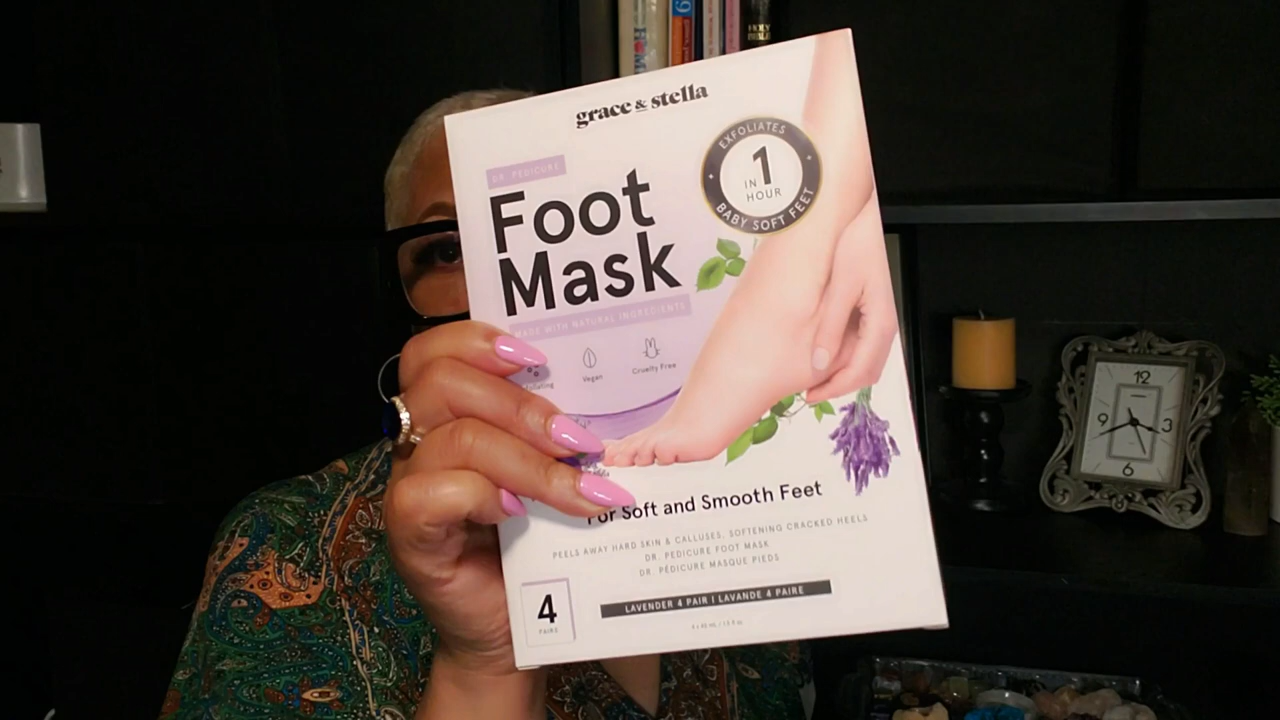 HOLY
BIBLE
grace & stella
EXFOLIATES
IN 1
HOUR
BABY SOFT FEET
DR. PEDICURE
Foot
Mask
MADE WITH NATURAL INGREDIENTS
Vegan
Cruelty Free
For Soft and Smooth Feet
PEELS AWAY HARD SKIN & CALLUSES, SOFTENING CRACKED HEELS
DR. PEDICURE FOOT MASK
DR. PÉDICURE MASQUE PIEDS
LAVENDER 4 PAIR | LAVANDE 4 PAIRE
4
PAIRS
12
9
3
6